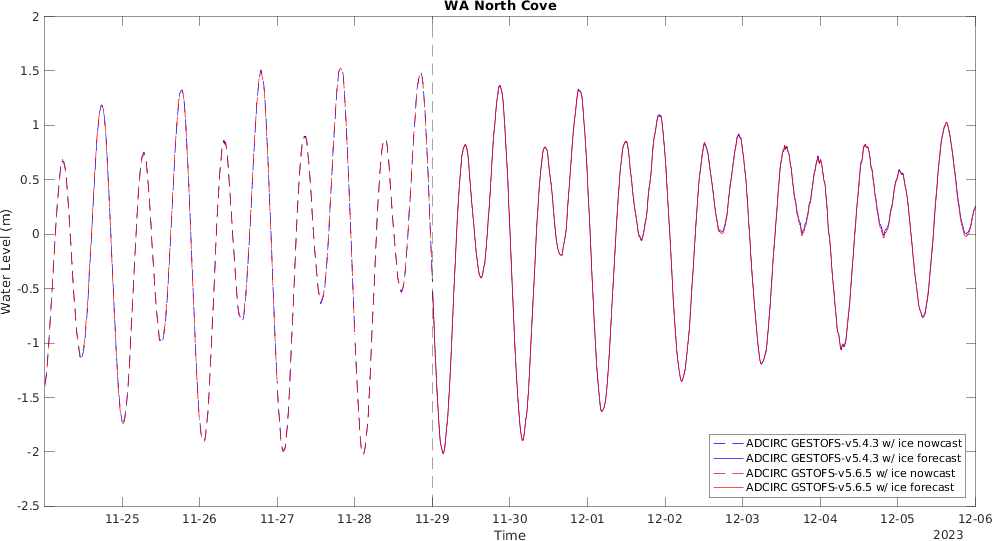 WA North Cove
2
1.5
1
0.5
0
-0.5
-1
-1.5
-2
-2.5
Water Level (m)
ADCIRC GESTOFS-v5.4.3 w/ ice nowcast
ADCIRC GESTOFS-v5.4.3 w/ ice forecast
ADCIRC GSTOFS-v5.6.5 w/ ice nowcast
ADCIRC GSTOFS-v5.6.5 w/ ice forecast
11-25 11-26 11-27 11-28 11-29 11-30 12-01 12-02 12-03 12-04 12-05 12-06
Time
2023